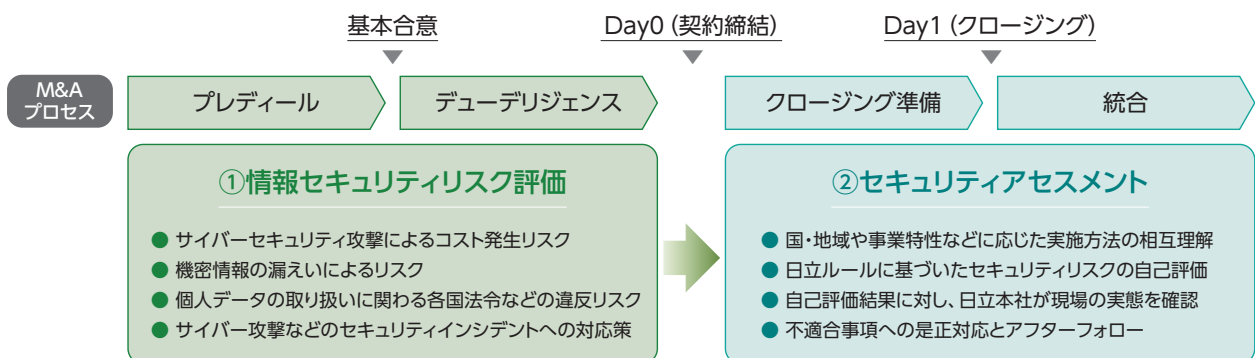 基本合意
Day0（契約締結）
Day1（クロージング）
M&A
プロセス
プレディール
デューデリジェンス
クロージング準備
統合
①情報セキュリティリスク評価
● サイバーセキュリティ攻撃によるコスト発生リスク
● 機密情報の漏えいによるリスク
● 個人データの取り扱いに関わる各国法令などの違反リスク
● サイバー攻撃などのセキュリティインシデントへの対応策
②セキュリティアセスメント
● 国・地域や事業特性などに応じた実施方法の相互理解
● 日立ルールに基づいたセキュリティリスクの自己評価
● 自己評価結果に対し、日立本社が現場の実態を確認
● 不適合事項への是正対応とアフターフォロー